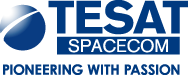 TESAT
SPACECOM
PIONEERING WITH PASSION